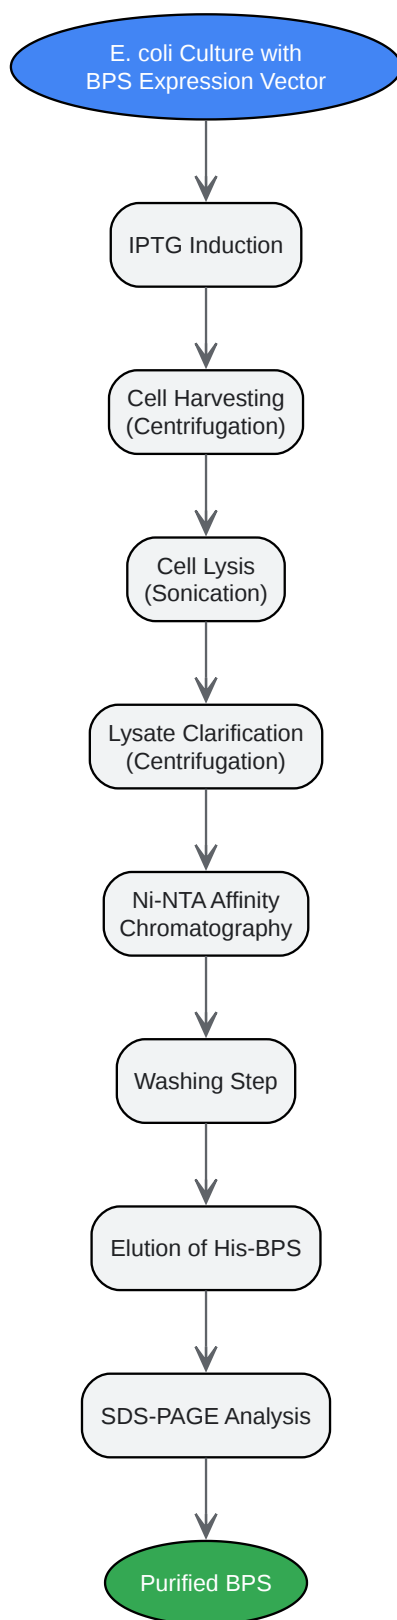 E. coli Culture with
BPS Expression Vector
IPTG Induction
Cell Harvesting
(Centrifugation)
Cell Lysis
(Sonication)
Lysate Clarification
(Centrifugation)
Ni-NTA Affinity
Chromatography
Washing Step
Elution of His-BPS
SDS-PAGE Analysis
Purified BPS